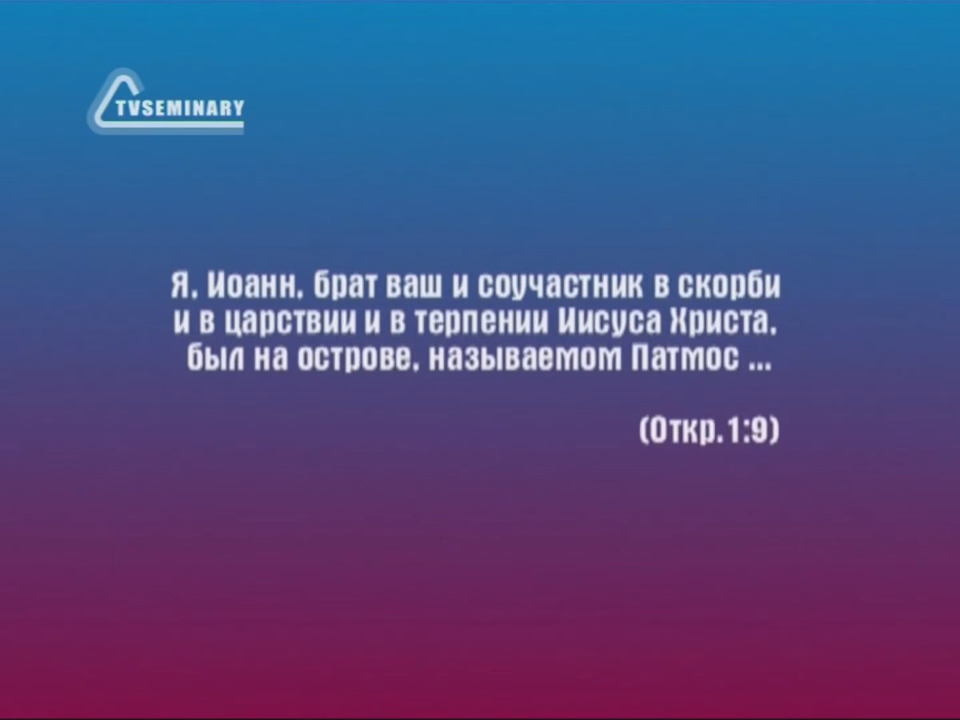 TVSEMINARY
Я, Иоанн, брат ваш и соучастник в скорби
и в царствии и в терпении Иисуса Христа,
был на острове, называемом Патмос ...
(Откр.1:9)